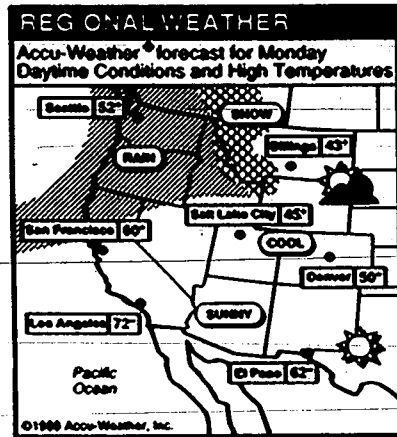 REGIONAL WEATHER
Accu-Weather forecast for Monday
Daytime Conditions and High Temperatures
Seattle 52°
SNOW
Billings 43°
RAIN
Salt Lake City 45°
San Francisco 60°
COOL
Denver 50°
Los Angeles 72°
SUNNY
Pacific
Ocean
El Paso 62°
Accu-Weather, Inc.